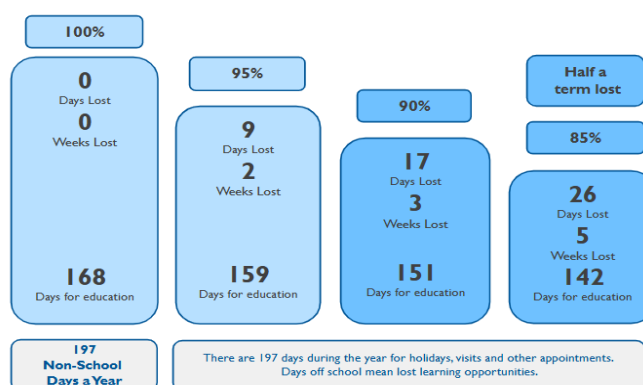 100%
0
Days Lost
0
Weeks Lost
168
Days for education
95%
9
Days Lost
2
Weeks Lost
159
Days for education
90%
17
Days Lost
3
Weeks Lost
151
Days for education
Half a
term lost
85%
26
Days Lost
5
Weeks Lost
142
Days for education
197
Non-School
Days a Year
There are 197 days during the year for holidays, visits and other appointments.
Days off school mean lost learning opportunities.